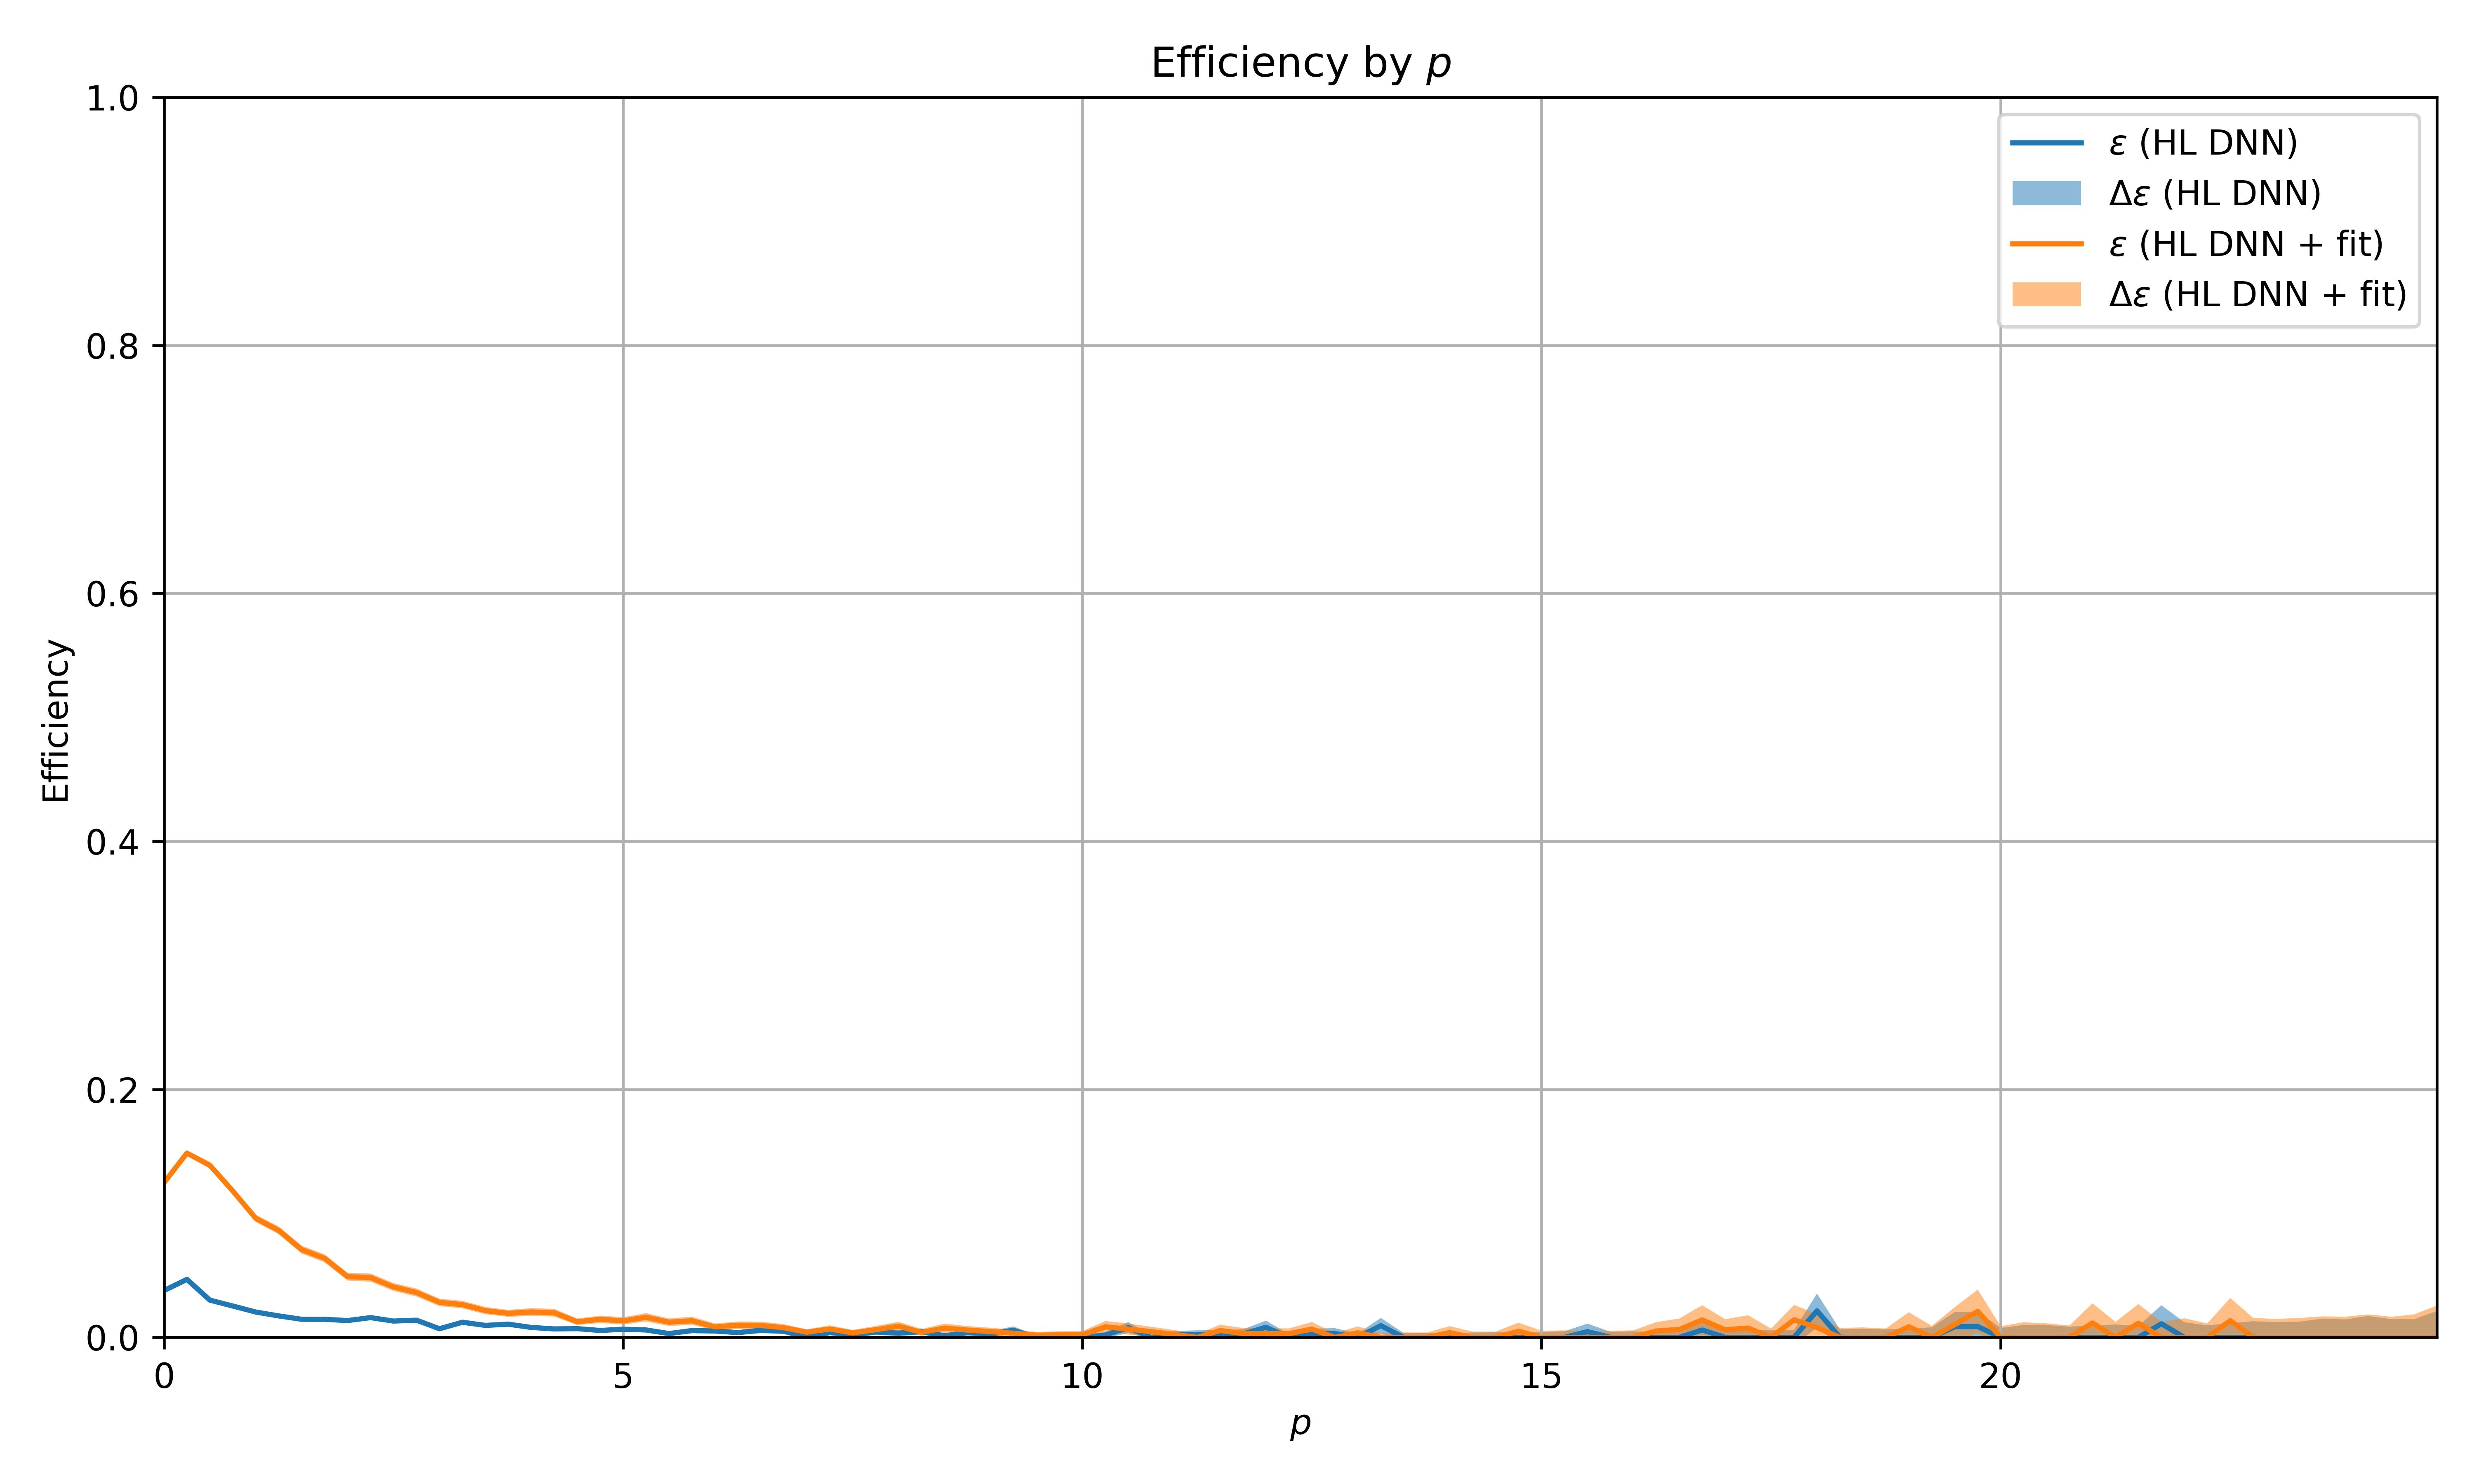 Efficiency by p
1.0
0.8
0.6
0.4
0.2
0.0
Efficiency
ε (HL DNN)
Δε (HL DNN)
ε (HL DNN + fit)
Δε (HL DNN + fit)
0 5 10 15 20
p